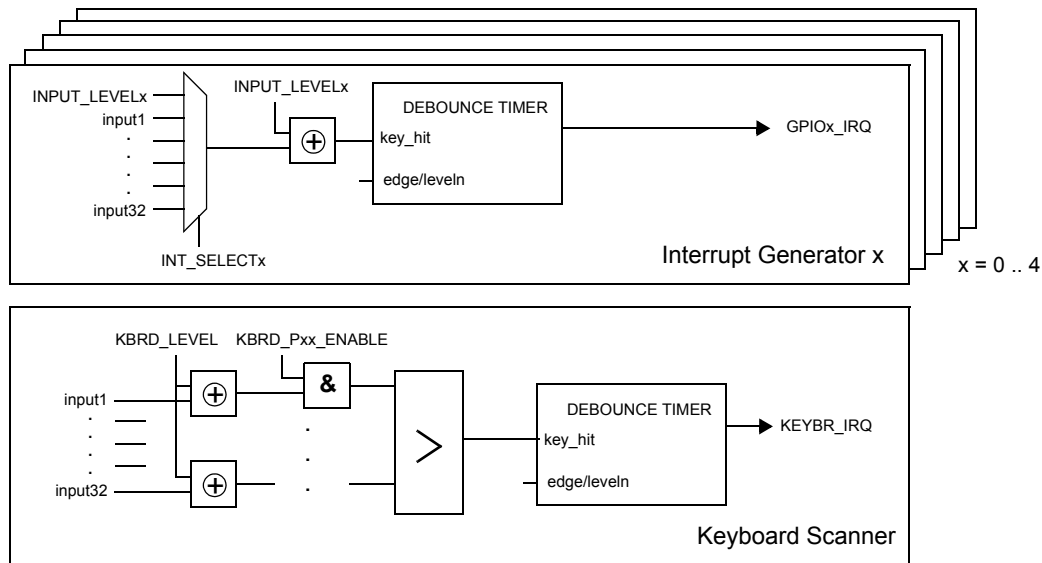 INPUT_LEVELx
input1
.
.
.
.
input32
INT_SELECTx
INPUT_LEVELx
DEBOUNCE TIMER
key_hit
edge/leveln
GPIOx_IRQ
Interrupt Generator x
x = 0 .. 4
KBRD_LEVEL
KBRD_Pxx_ENABLE
&
input1
.
.
.
.
input32
.
.
.
>
DEBOUNCE TIMER
key_hit
edge/leveln
KEYBR_IRQ
Keyboard Scanner